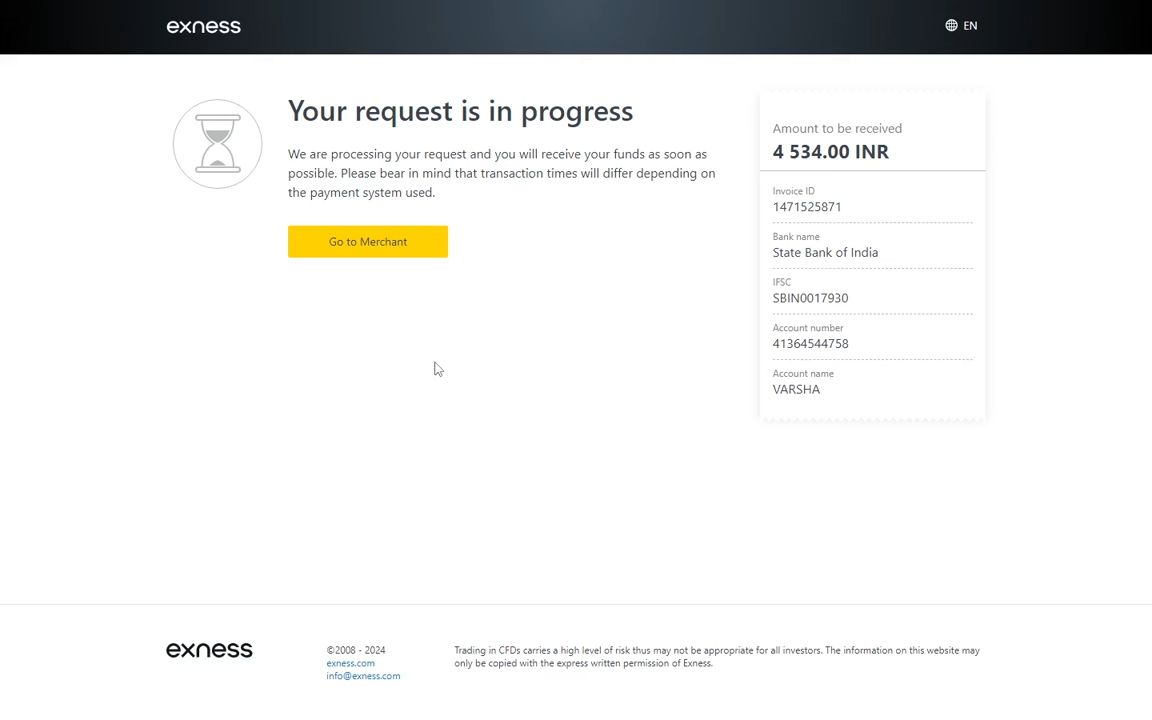 exness
EN
Your request is in progress
We are processing your request and you will receive your funds as soon as
possible. Please bear in mind that transaction times will differ depending on
the payment system used.
Go to Merchant
Amount to be received
4 534.00 INR
Invoice ID
1471525871
Bank name
State Bank of India
IFSC
SBIN0017930
Account number
41364544758
Account name
VARSHA
exness
©2008 - 2024
exness.com
info@exness.com
Trading in CFDs carries a high level of risk thus may not be appropriate for all investors. The information on this website may
only be copied with the express written permission of Exness.